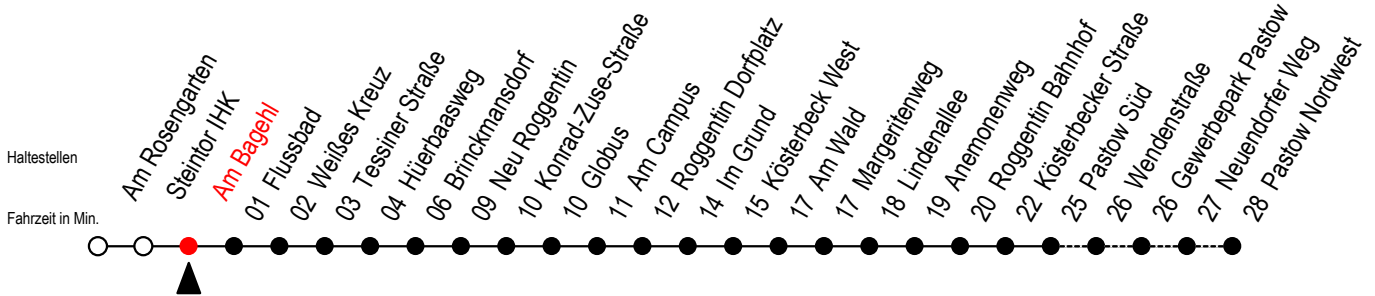 Haltestellen
Fahrzeit in Min.
Am Rosengarten
Steintor IHK
Am Bagehl
01 Flussbad
02 Weißes Kreuz
03 Tessiner Straße
04 Hüerbaasweg
06 Brinckmansdorf
09 Neu Roggentin
10 Konrad-Zuse-Straße
10 Globus
11 Am Campus
12 Roggentin Dorfplatz
14 Im Grund
15 Kösterbeck West
17 Am Wald
17 Margeritenweg
18 Lindenallee
19 Anemonenweg
20 Roggentin Bahnhof
22 Kösterbecker Straße
25 Pastow Süd
26 Wendenstraße
26 Gewerbepark Pastow
27 Neuendorfer Weg
28 Pastow Nordwest